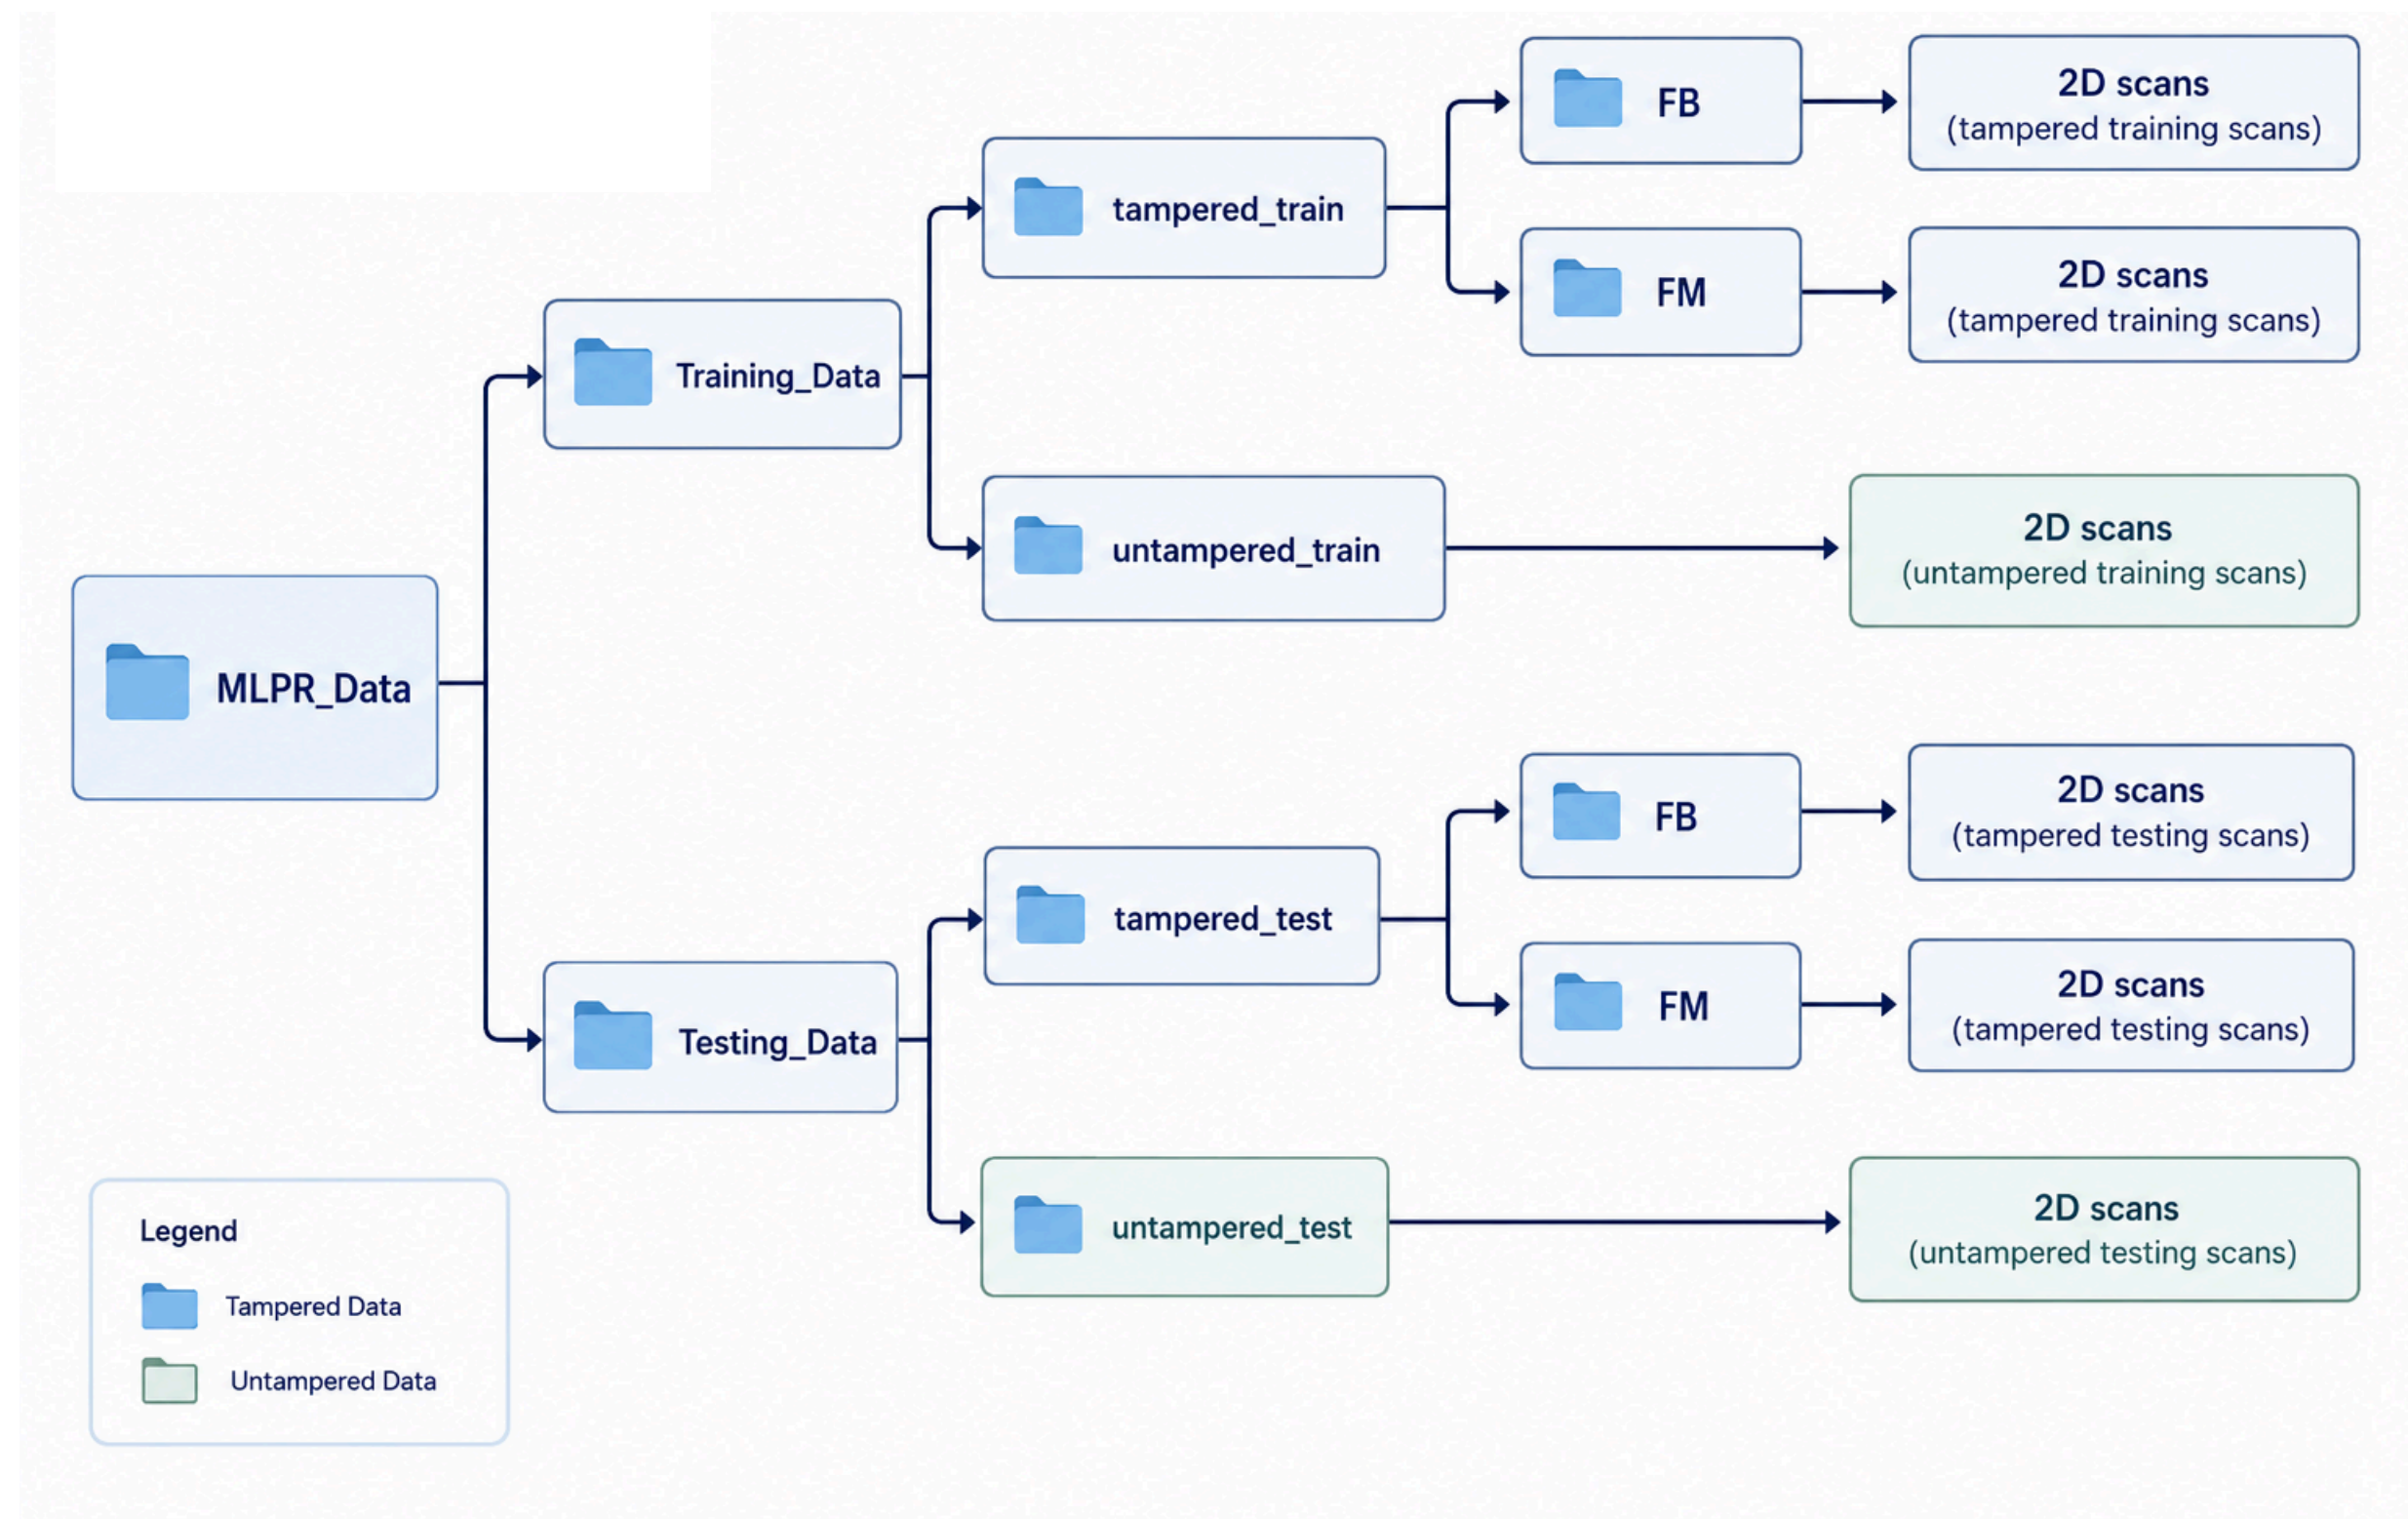 MLPR_Data
Training_Data
tampered_train
FB
2D scans
(tampered training scans)
FM
2D scans
(tampered training scans)
untampered_train
2D scans
(untampered training scans)
Testing_Data
tampered_test
FB
2D scans
(tampered testing scans)
FM
2D scans
(tampered testing scans)
untampered_test
2D scans
(untampered testing scans)
Legend
Tampered Data
Untampered Data